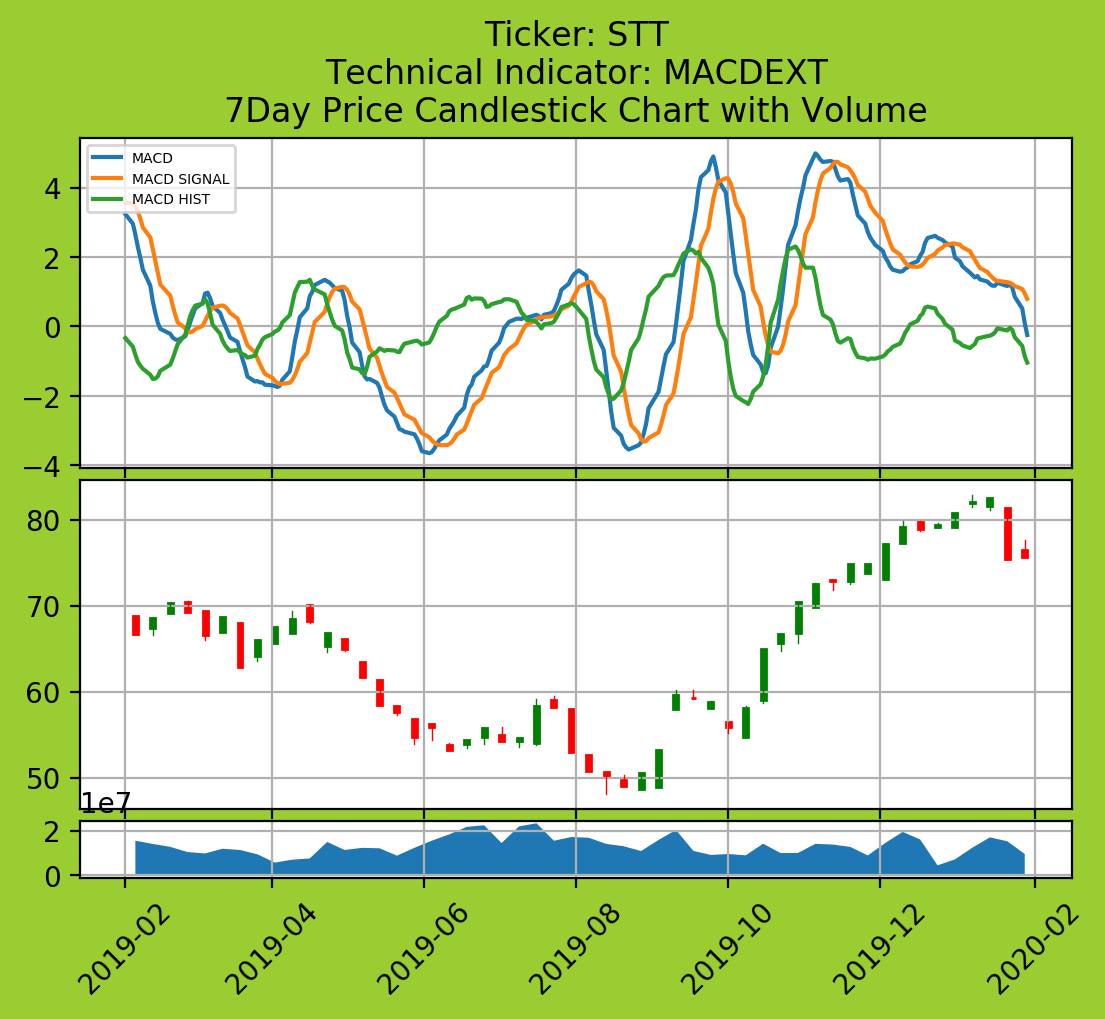 Ticker: STT
Technical Indicator: MACDEXT
7Day Price Candlestick Chart with Volume
MACD
MACD SIGNAL
MACD HIST
4
2
0
−2
−4
80
70
60
50
1e7
2
0
2019-02
2019-04
2019-06
2019-08
2019-10
2019-12
2020-02